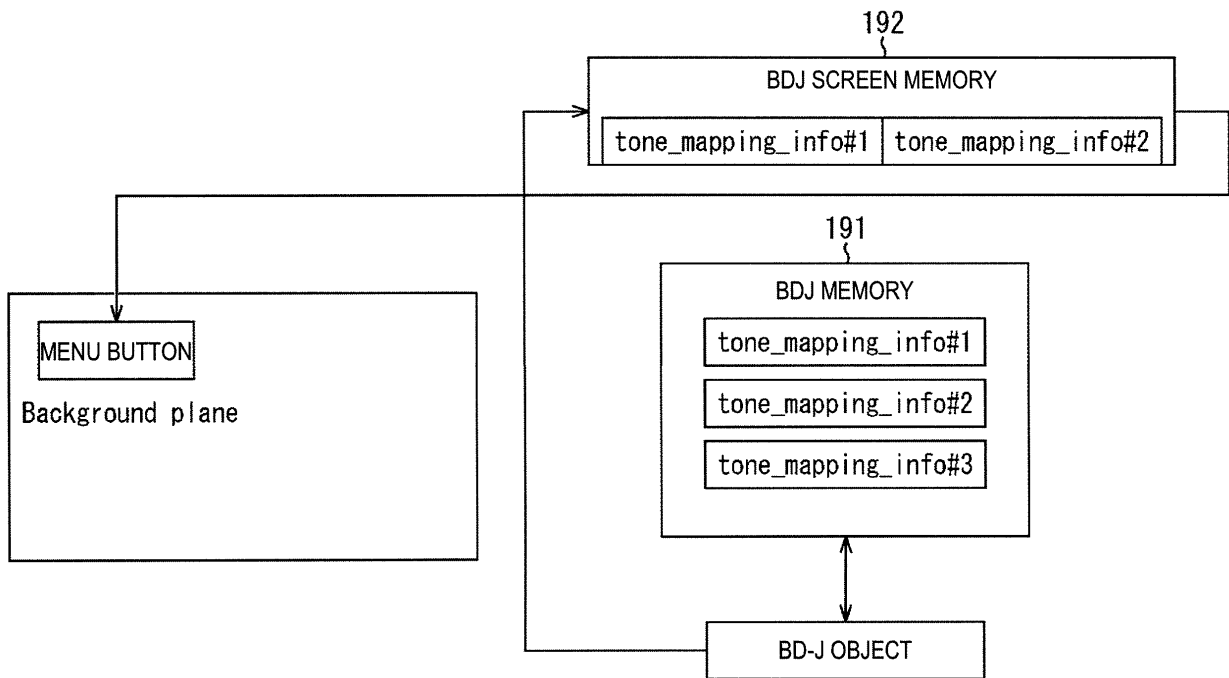 192
BDJ SCREEN MEMORY
tone_mapping_info#1 tone_mapping_info#2
191
BDJ MEMORY
tone_mapping_info#1
tone_mapping_info#2
tone_mapping_info#3
MENU BUTTON
Background plane
BD-J OBJECT